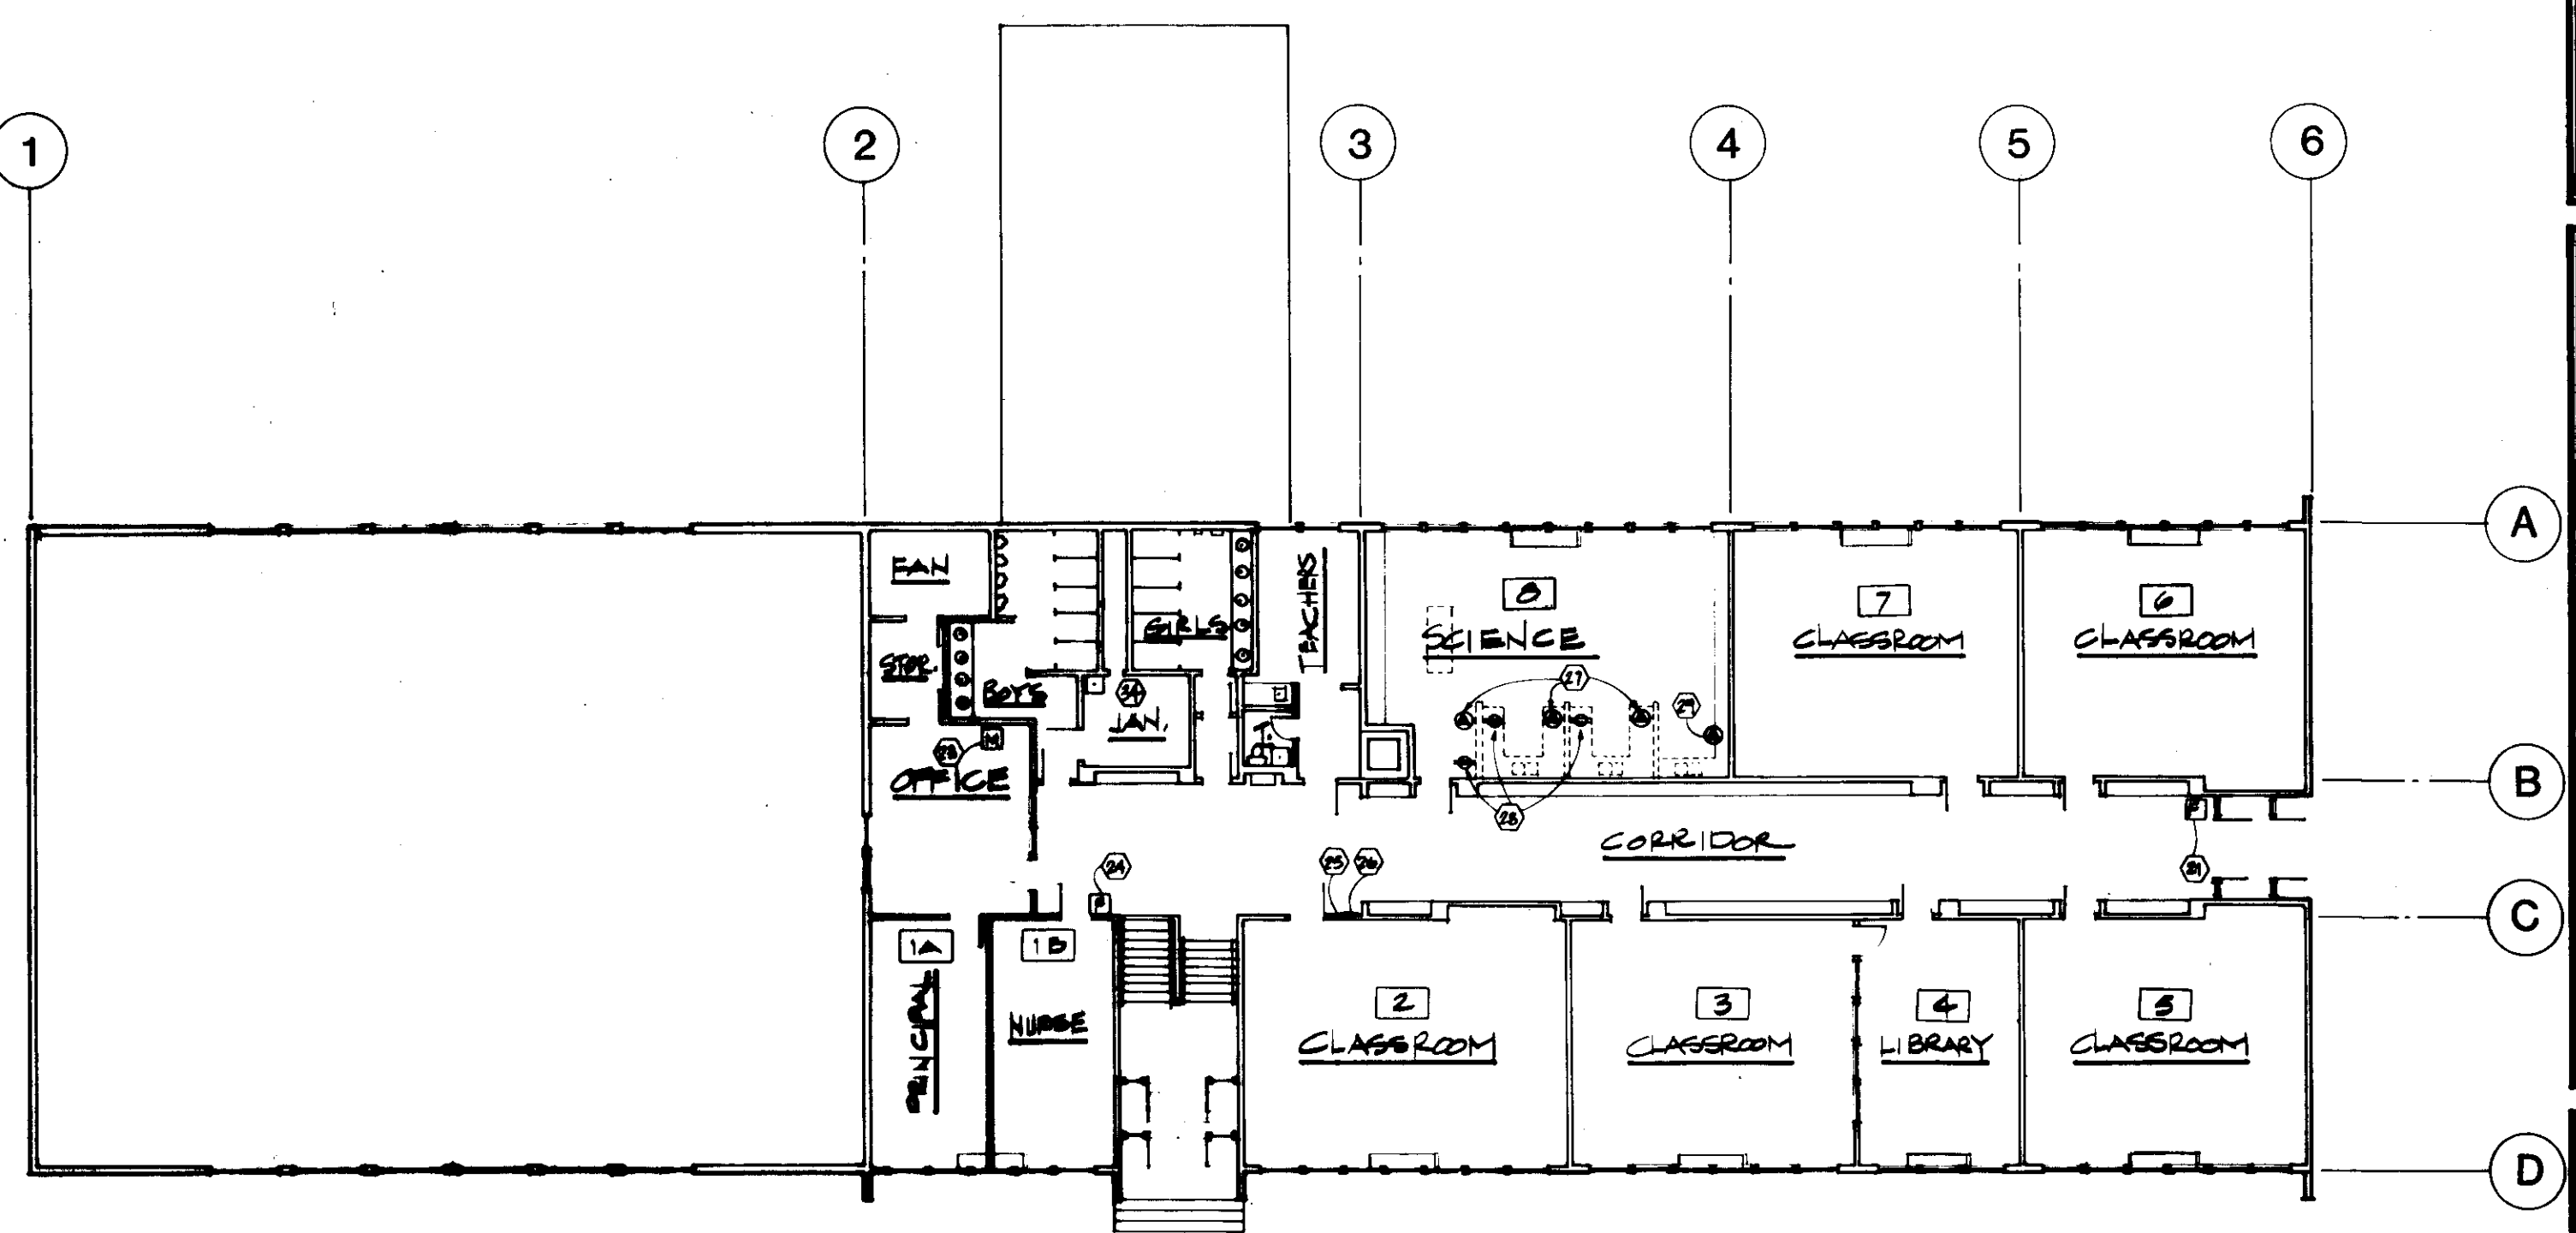 1
2
3
4
5
6
A
FAN
TEACHERS
8
SCIENCE
7
CLASSROOM
6
CLASSROOM
GIRLS
STOR.
BOYS
34
JAN.
27
29
M
OFFICE
B
28
CORRIDOR
25
26
24
21
C
1A
PRINCIPAL
1B
NURSE
2
CLASSROOM
3
CLASSROOM
4
LIBRARY
5
CLASSROOM
D